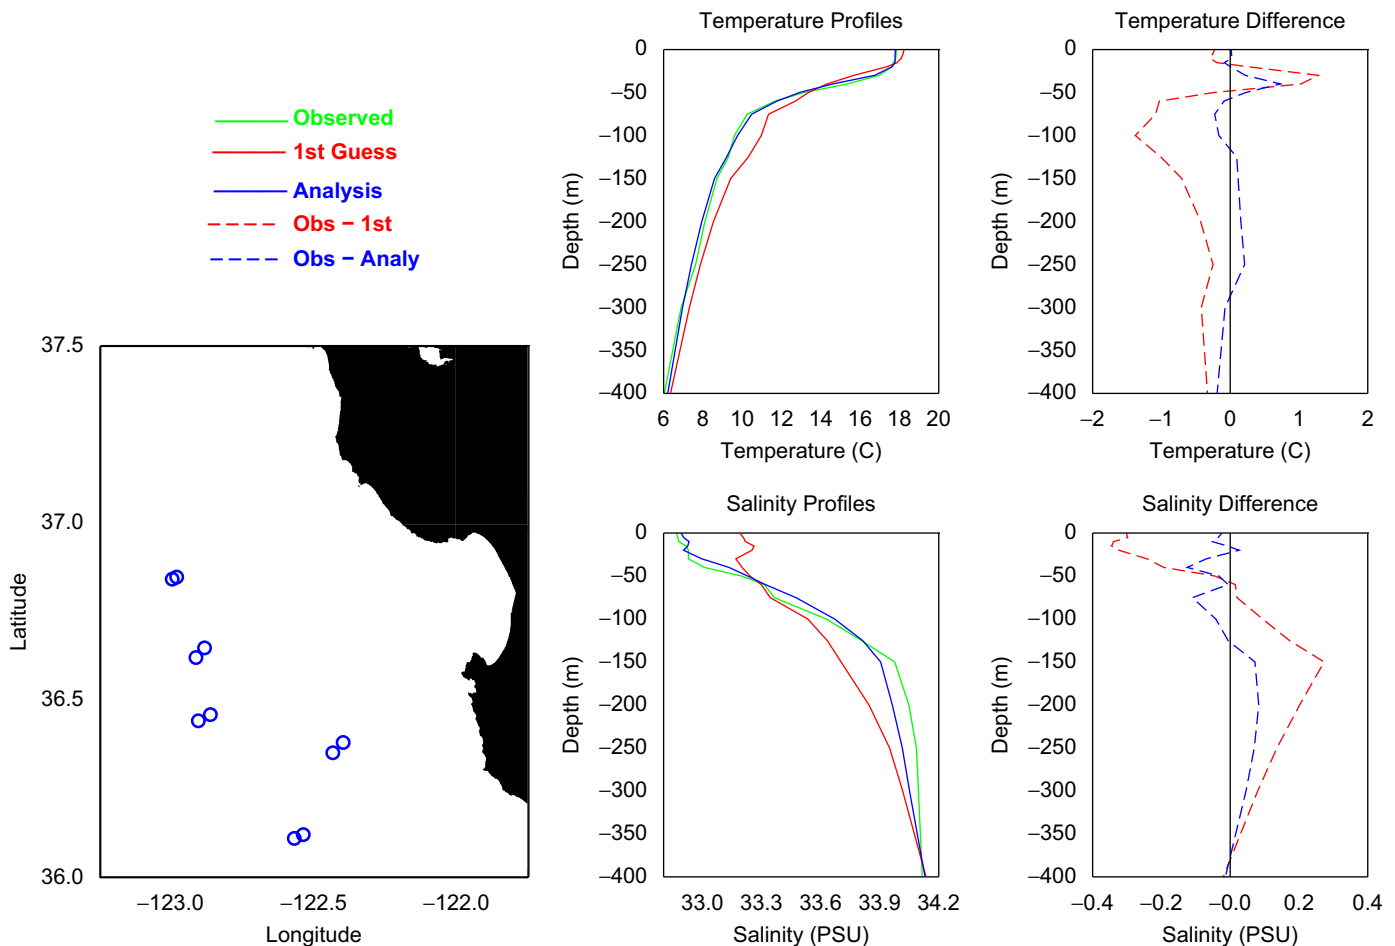 Temperature Profiles
0
−50
−100
−150
−200
−250
−300
−350
−400
Depth (m)
6 8 10 12 14 16 18 20
Temperature (C)
Temperature Difference
0
−50
−100
−150
−200
−250
−300
−350
−400
Depth (m)
−2 −1 0 1 2
Temperature (C)
Observed
1st Guess
Analysis
Obs − 1st
Obs − Analy
37.5
37.0
36.5
36.0
Latitude
−123.0 −122.5 −122.0
Longitude
Salinity Profiles
0
−50
−100
−150
−200
−250
−300
−350
−400
Depth (m)
33.0 33.3 33.6 33.9 34.2
Salinity (PSU)
Salinity Difference
0
−50
−100
−150
−200
−250
−300
−350
−400
Depth (m)
−0.4 −0.2 −0.0 0.2 0.4
Salinity (PSU)